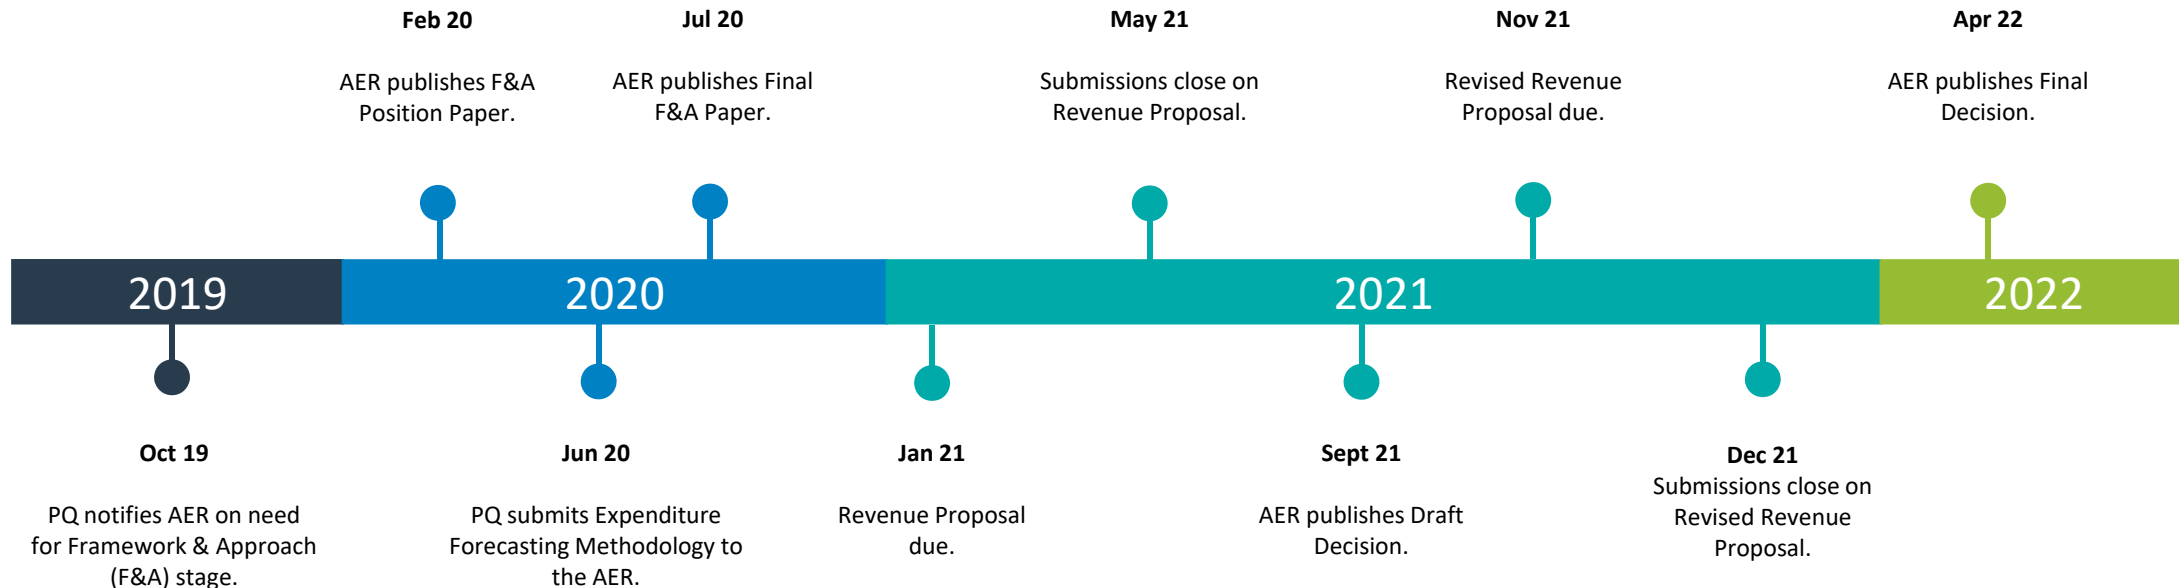 Feb 20
AER publishes F&A
Position Paper.
Jul 20
AER publishes Final
F&A Paper.
May 21
Submissions close on
Revenue Proposal.
Nov 21
Revised Revenue
Proposal due.
Apr 22
AER publishes Final
Decision.
2019
2020
2021
2022
Oct 19
PQ notifies AER on need
for Framework & Approach
(F&A) stage.
Jun 20
PQ submits Expenditure
Forecasting Methodology to
the AER.
Jan 21
Revenue Proposal
due.
Sept 21
AER publishes Draft
Decision.
Dec 21
Submissions close on
Revised Revenue
Proposal.